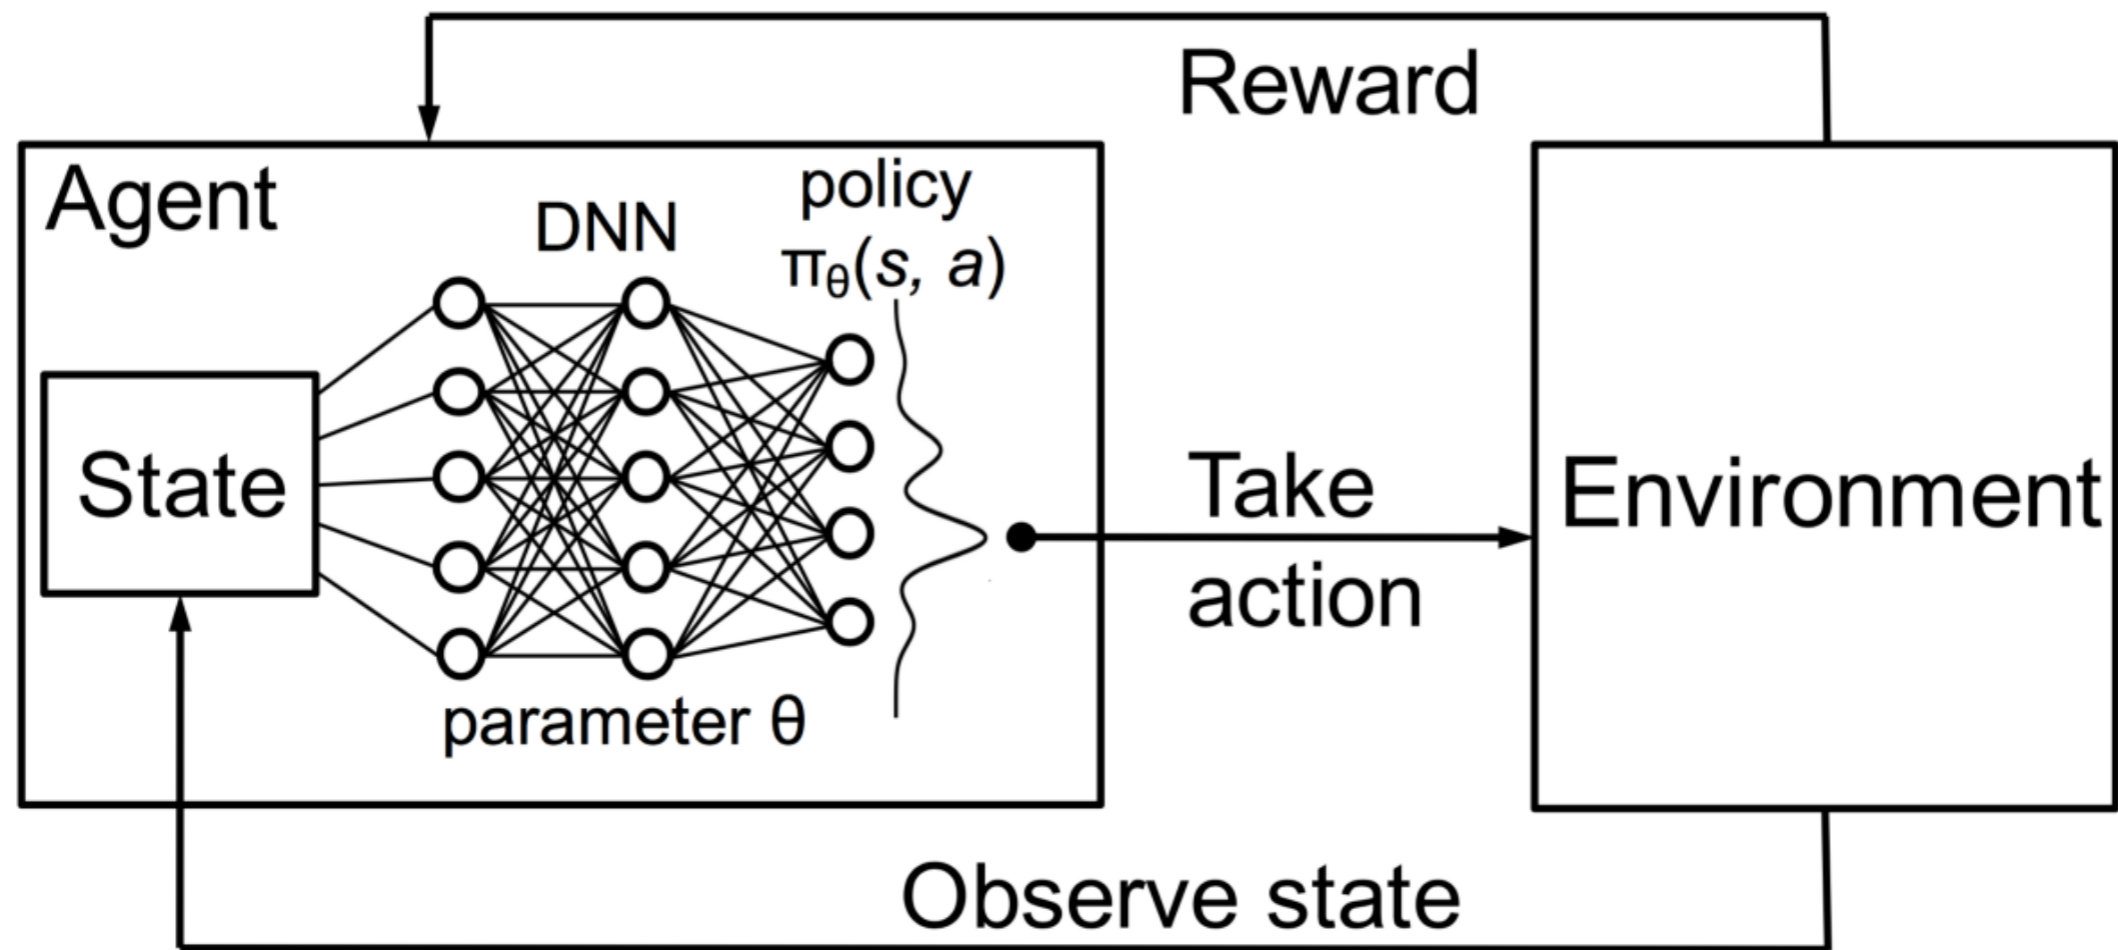 Reward
Agent
policy
DNN
πθ(s, a)
State
Take
action
Environment
parameter θ
Observe state